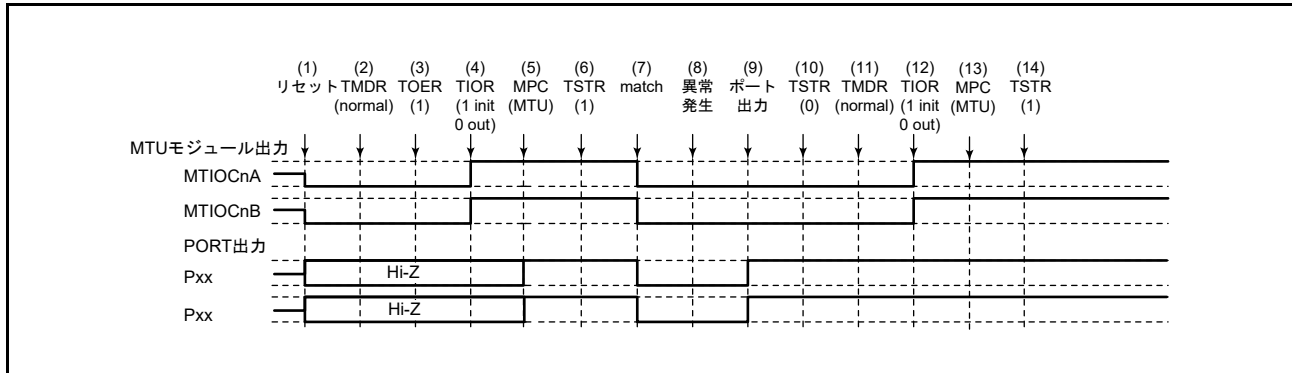 (1) (2) (3) (4) (5) (6) (7) (8) (9) (10) (11) (12) (13) (14)
リセット TMDR TOER TIOR MPC TSTR match 異常 ポート TSTR TMDR TIOR MPC TSTR
(normal) (1) (1 init (MTU) (1) 発生 出力 (0) (normal) (1 init (MTU) (1)
0 out) 0 out)
MTUモジュール出力
MTIOCnA
MTIOCnB
PORT出力
Pxx Hi-Z
Pxx Hi-Z